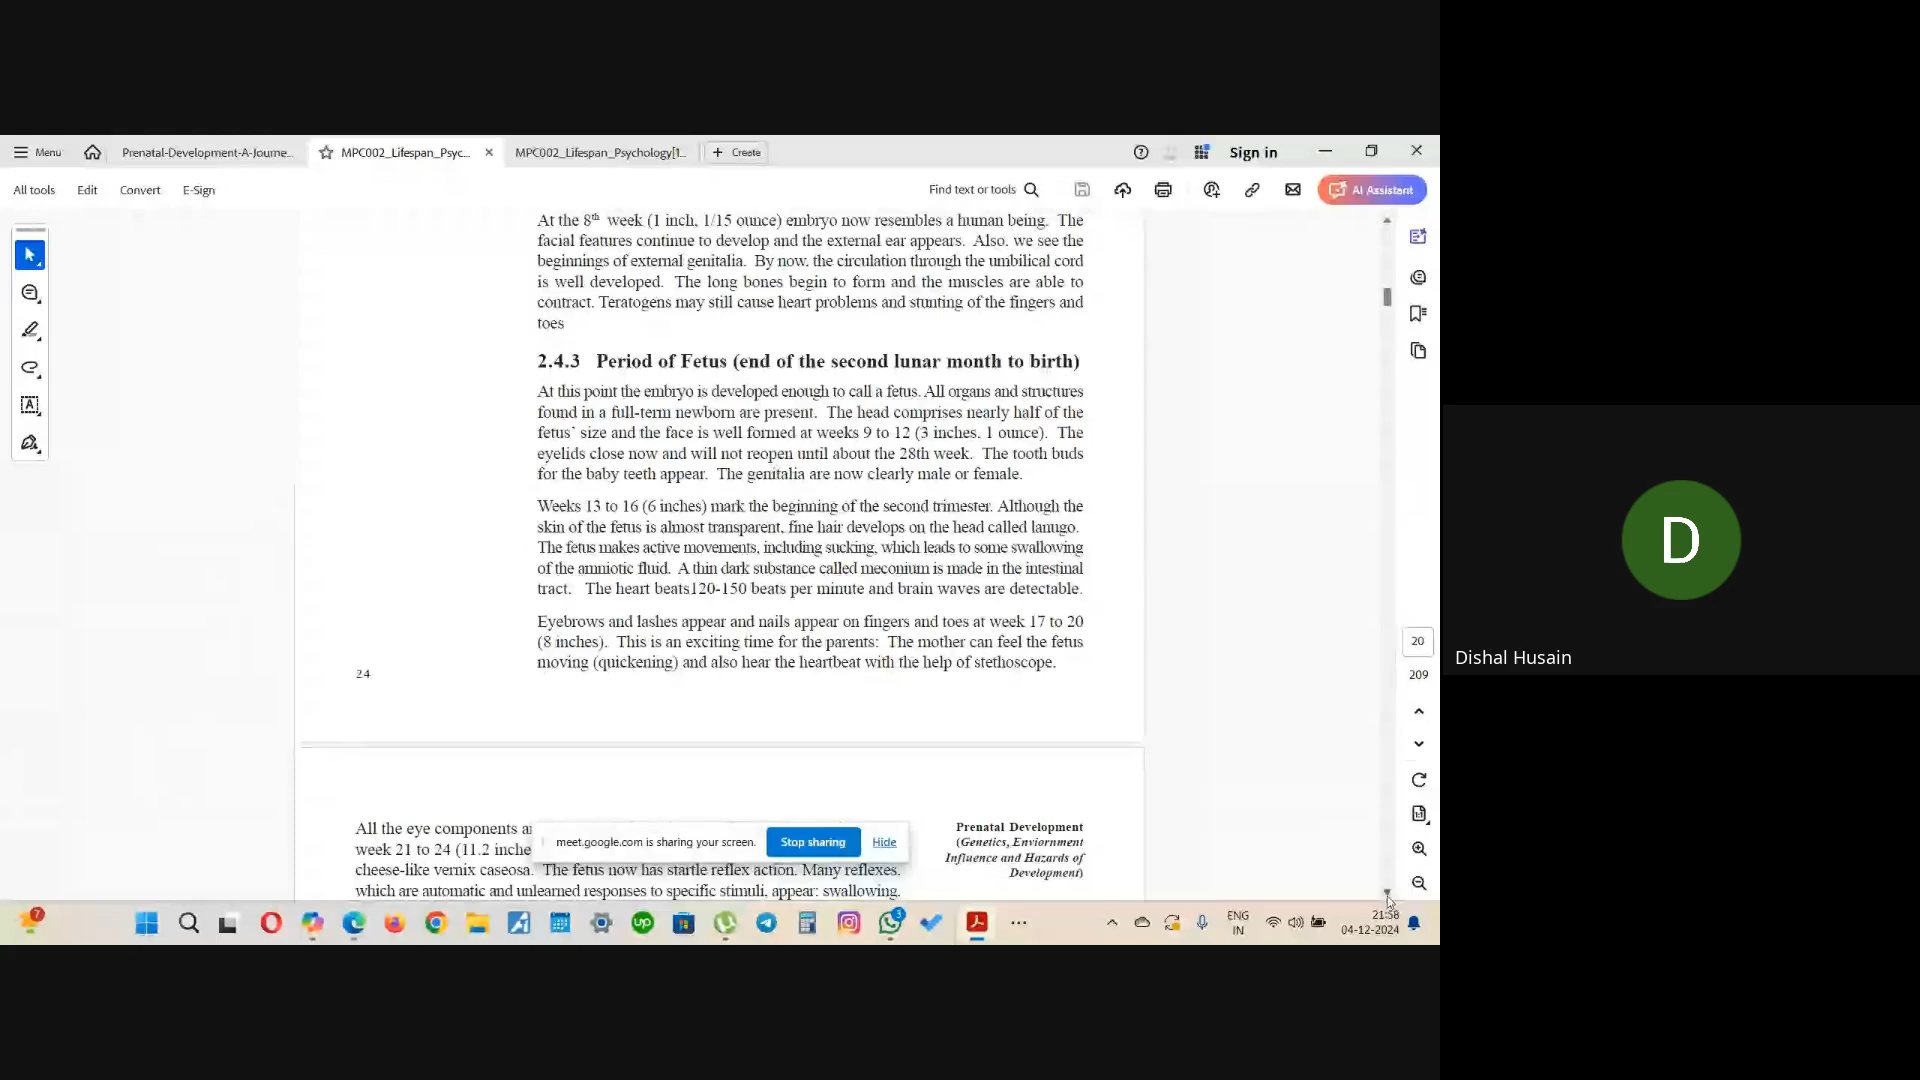 Menu
Prenatal-Development-A-Journe...
MPC002_Lifespan_Psyc...
MPC002_Lifespan_Psychology[1...
Create
Sign in
All tools
Edit
Convert
E-Sign
Find text or tools
AI Assistant
At the 8th week (1 inch, 1/15 ounce) embryo now resembles a human being. The
facial features continue to develop and the external ear appears. Also, we see the
beginnings of external genitalia. By now, the circulation through the umbilical cord
is well developed. The long bones begin to form and the muscles are able to
contract. Teratogens may still cause heart problems and stunting of the fingers and
toes
2.4.3 Period of Fetus (end of the second lunar month to birth)
At this point the embryo is developed enough to call a fetus. All organs and structures
found in a full-term newborn are present. The head comprises nearly half of the
fetus' size and the face is well formed at weeks 9 to 12 (3 inches, 1 ounce). The
eyelids close now and will not reopen until about the 28th week. The tooth buds
for the baby teeth appear. The genitalia are now clearly male or female.
Weeks 13 to 16 (6 inches) mark the beginning of the second trimester. Although the
skin of the fetus is almost transparent, fine hair develops on the head called lanugo.
The fetus makes active movements, including sucking, which leads to some swallowing
of the amniotic fluid. A thin dark substance called meconium is made in the intestinal
tract. The heart beats120-150 beats per minute and brain waves are detectable.
Eyebrows and lashes appear and nails appear on fingers and toes at week 17 to 20
(8 inches). This is an exciting time for the parents: The mother can feel the fetus
moving (quickening) and also hear the heartbeat with the help of stethoscope.
24
20
209
All the eye components a
week 21 to 24 (11.2 inche
cheese-like vernix caseosa. The fetus now has startle reflex action. Many reflexes,
which are automatic and unlearned responses to specific stimuli, appear: swallowing,
Prenatal Development
(Genetics, Enviornment
Influence and Hazards of
Development)
meet.google.com is sharing your screen.
Stop sharing
Hide
7
3
ENG
IN
21:58
04-12-2024
D
Dishal Husain